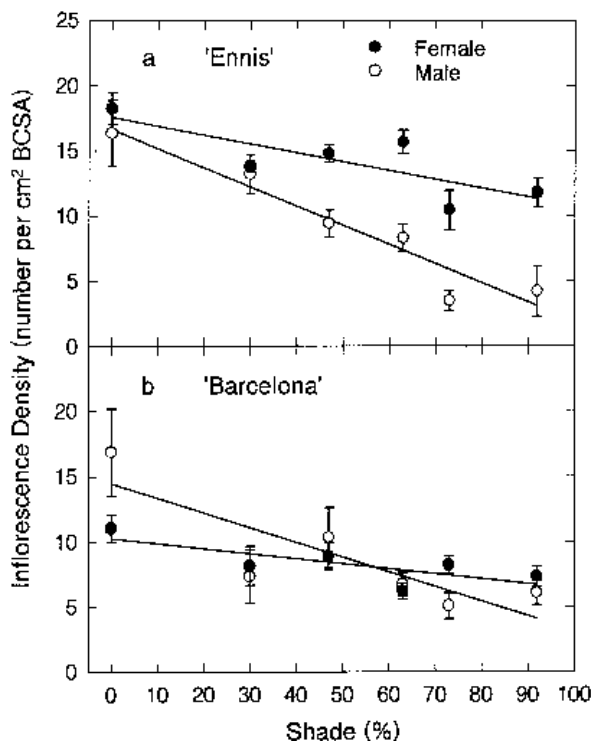 25
a 'Ennis'
Female
Male
20
15
10
5
0
b 'Barcelona'
20
15
10
5
0
0 10 20 30 40 50 60 70 80 90 100
Shade (%)
Inflorescence Density (number per cm² BCSA)